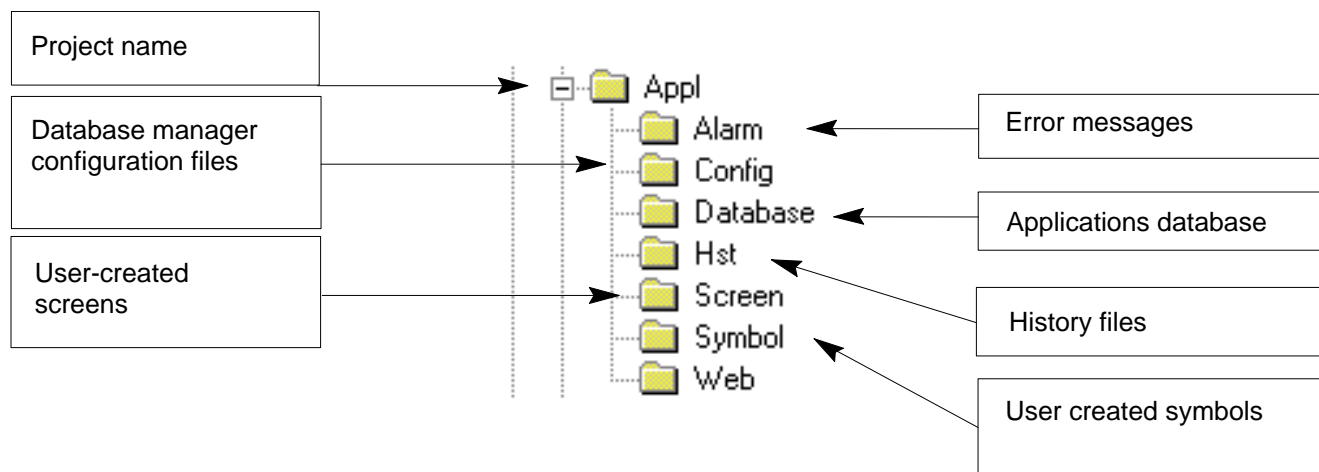 Project name
Database manager
configuration files
User-created
screens
Appl
Alarm
Config
Database
Hst
Screen
Symbol
Web
Error messages
Applications database
History files
User created symbols